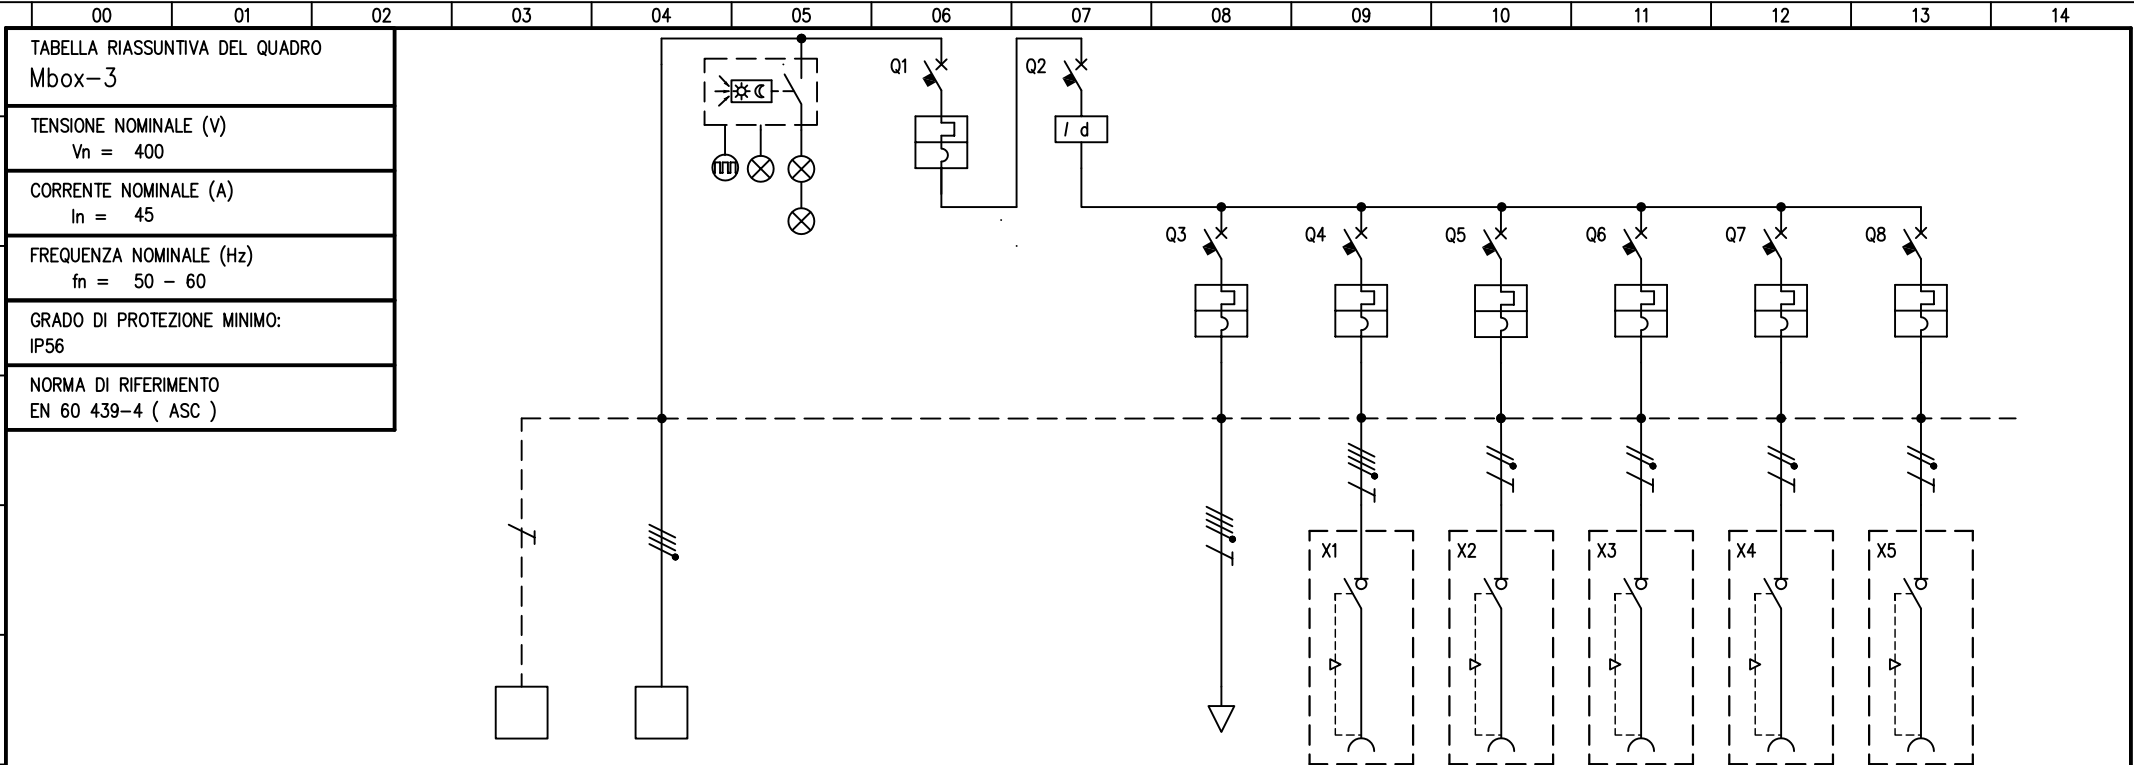 00 01 02 03 04 05 06 07 08 09 10 11 12 13 14
TABELLA RIASSUNTIVA DEL QUADRO
Mbox-3
TENSIONE NOMINALE (V)
Vn = 400
CORRENTE NOMINALE (A)
In = 45
FREQUENZA NOMINALE (Hz)
fn = 50 - 60
GRADO DI PROTEZIONE MINIMO:
IP56
NORMA DI RIFERIMENTO
EN 60 439-4 ( ASC )
Q1 Q2
I d
Q3 Q4 Q5 Q6 Q7 Q8
X1 X2 X3 X4 X5